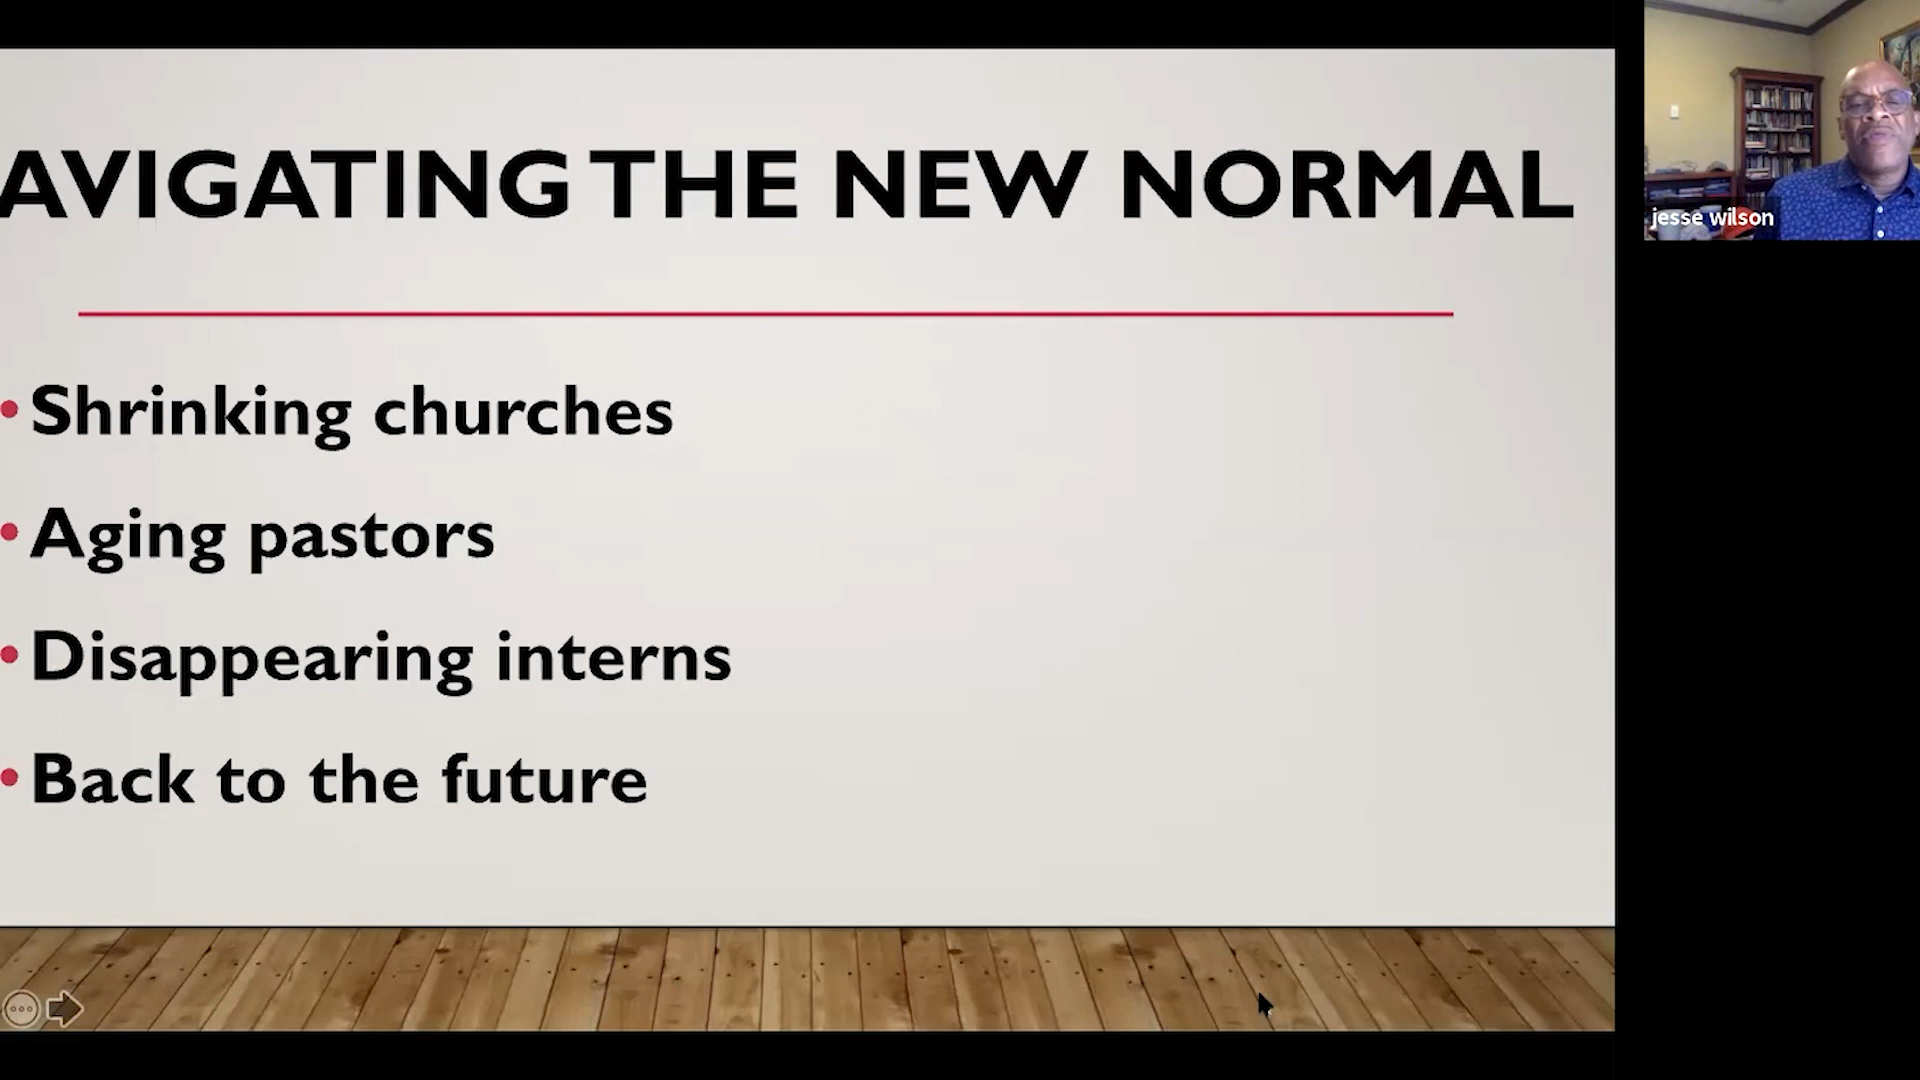 AVIGATING THE NEW NORMAL
• Shrinking churches
• Aging pastors
• Disappearing interns
• Back to the future
jesse wilson